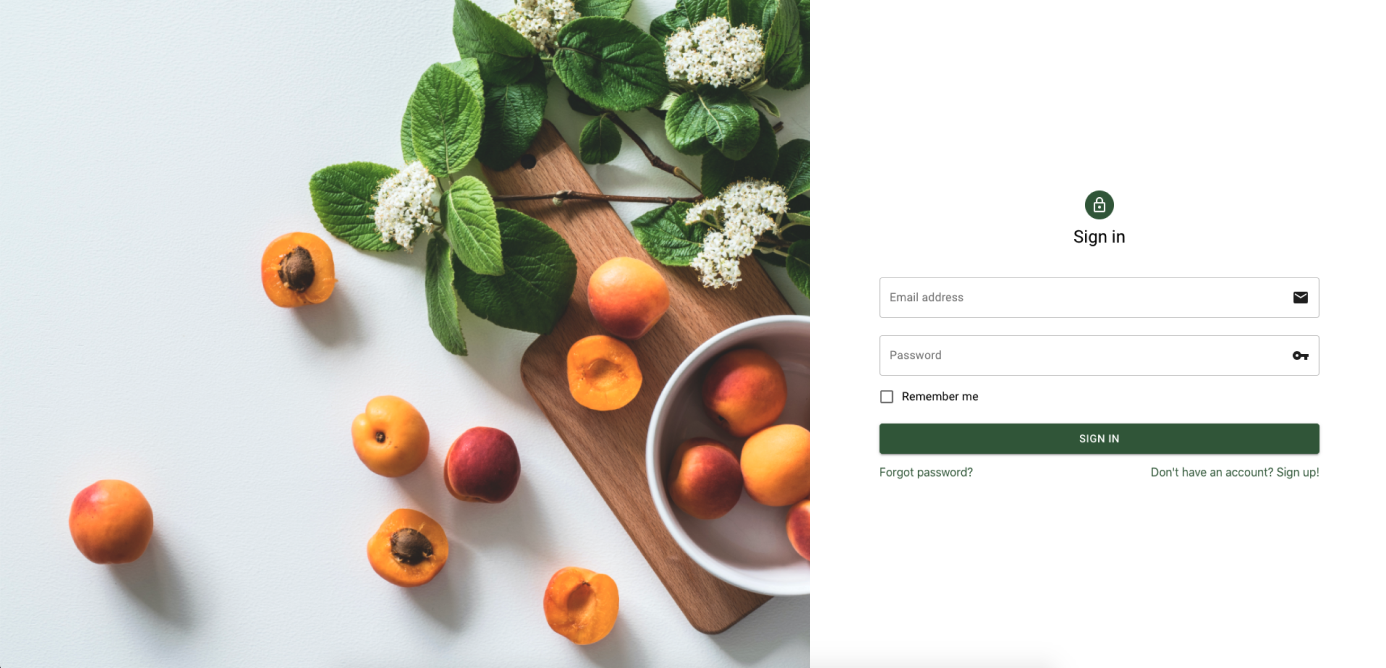 Sign in
Email address
Password
Remember me
SIGN IN
Forgot password? Don't have an account? Sign up!